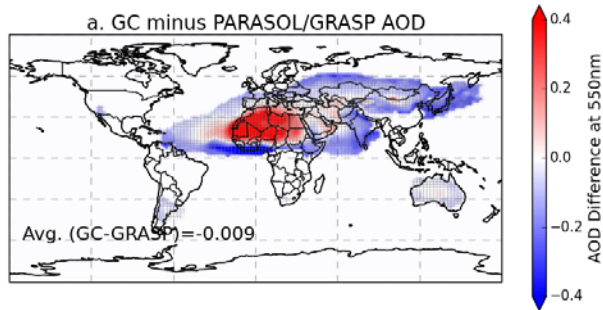 a. GC minus PARASOL/GRASP AOD
Avg. (GC-GRASP)=-0.009
0.4
0.2
0.0
−0.2
−0.4
AOD Difference at 550nm